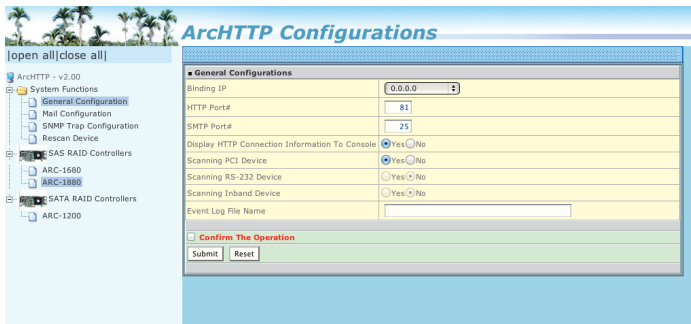 ArcHTTP Configurations
|open all|close all|
ArcHTTP - v2.00
System Functions
General Configuration
Mail Configuration
SNMP Trap Configuration
Rescan Device
SAS RAID Controllers
ARC-1680
ARC-1880
SATA RAID Controllers
ARC-1200
General Configurations
Binding IP 0.0.0.0
HTTP Port# 81
SMTP Port# 25
Display HTTP Connection Information To Console Yes No
Scanning PCI Device Yes No
Scanning RS-232 Device Yes No
Scanning Inband Device Yes No
Event Log File Name
Confirm The Operation
Submit Reset